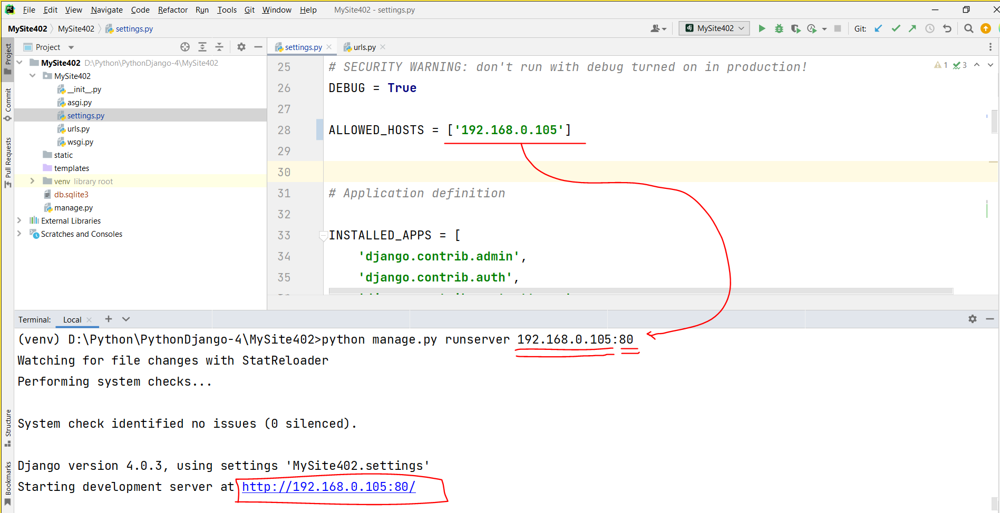 PC File Edit View Navigate Code Refactor Run Tools Git Window Help MySite402 - settings.py
MySite402 MySite402 settings.py dj MySite402 Git:
Project
settings.py urls.py
Project
Commit
Pull Requests
Structure
Bookmarks
MySite402 D:\Python\PythonDjango-4\MySite402
MySite402
__init__.py
asgi.py
settings.py
urls.py
wsgi.py
static
templates
venv library root
db.sqlite3
manage.py
External Libraries
Scratches and Consoles
25 # SECURITY WARNING: don't run with debug turned on in production!
1 3
26 DEBUG = True
27
28 ALLOWED_HOSTS = ['192.168.0.105']
29
30
31 # Application definition
32
33 INSTALLED_APPS = [
34 'django.contrib.admin',
35 'django.contrib.auth',
Terminal: Local
(venv) D:\Python\PythonDjango-4\MySite402>python manage.py runserver 192.168.0.105:80
Watching for file changes with StatReloader
Performing system checks...
System check identified no issues (0 silenced).
Django version 4.0.3, using settings 'MySite402.settings'
Starting development server at http://192.168.0.105:80/